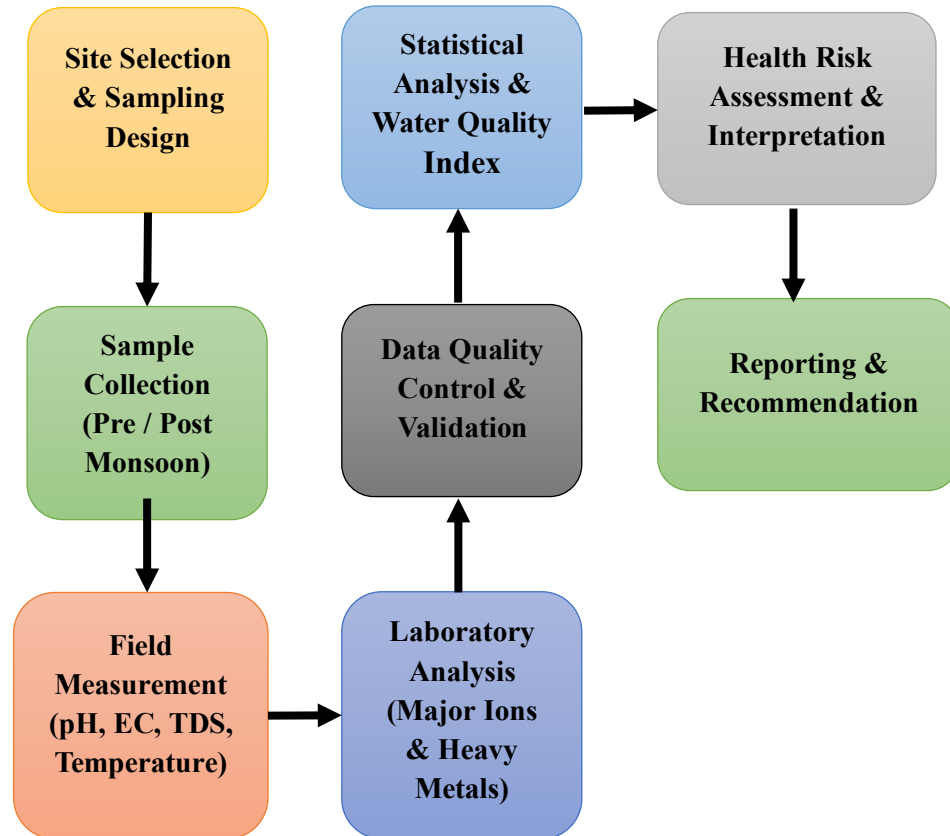 Site Selection
& Sampling
Design
Sample
Collection
(Pre / Post
Monsoon)
Field
Measurement
(pH, EC, TDS,
Temperature)
Laboratory
Analysis
(Major Ions
& Heavy
Metals)
Data Quality
Control &
Validation
Statistical
Analysis &
Water Quality
Index
Health Risk
Assessment &
Interpretation
Reporting &
Recommendation